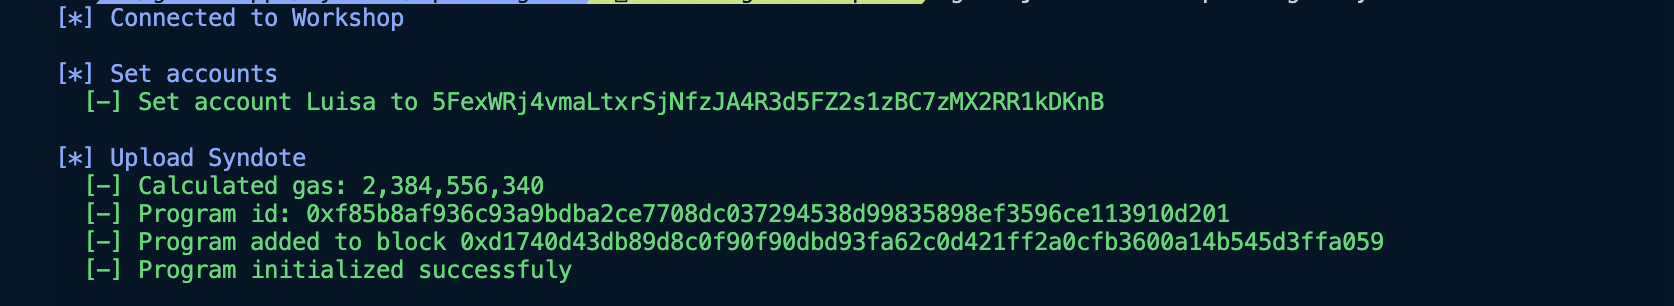 [*] Connected to Workshop
[*] Set accounts
[-] Set account Luisa to 5FexWRj4vmaLtxrSjNfzJA4R3d5FZ2s1zBC7zMX2RR1kDKnB
[*] Upload Syndote
[-] Calculated gas: 2,384,556,340
[-] Program id: 0xf85b8af936c93a9bdba2ce7708dc037294538d99835898ef3596ce113910d201
[-] Program added to block 0xd1740d43db89d8c0f90f90dbd93fa62c0d421ff2a0cfb3600a14b545d3ffa059
[-] Program initialized successfuly